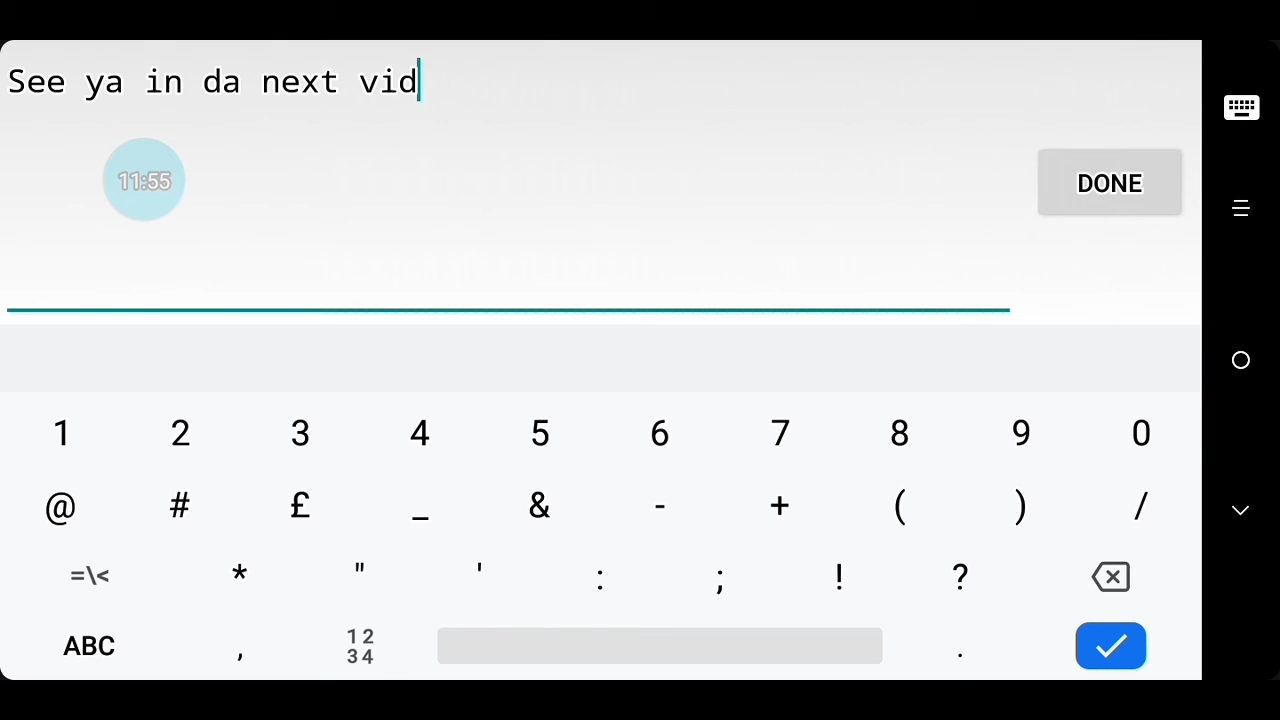 See ya in da next vid
11:55
DONE
1 2 3 4 5 6 7 8 9 0
@ # £ _ & - + ( ) /
=\< * " ' : ; ! ?
ABC , 12 34 .